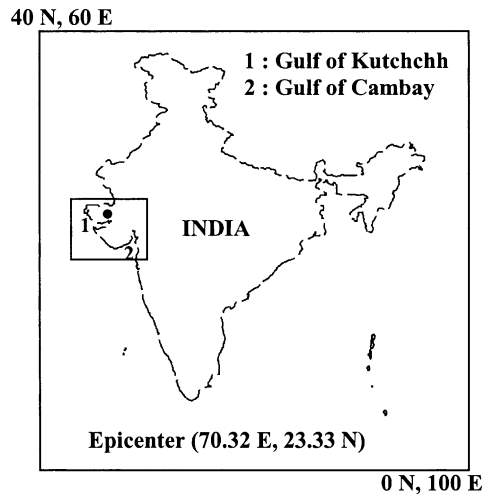 40 N, 60 E
1 : Gulf of Kutchchh
2 : Gulf of Cambay
INDIA
1
2
Epicenter (70.32 E, 23.33 N)
0 N, 100 E